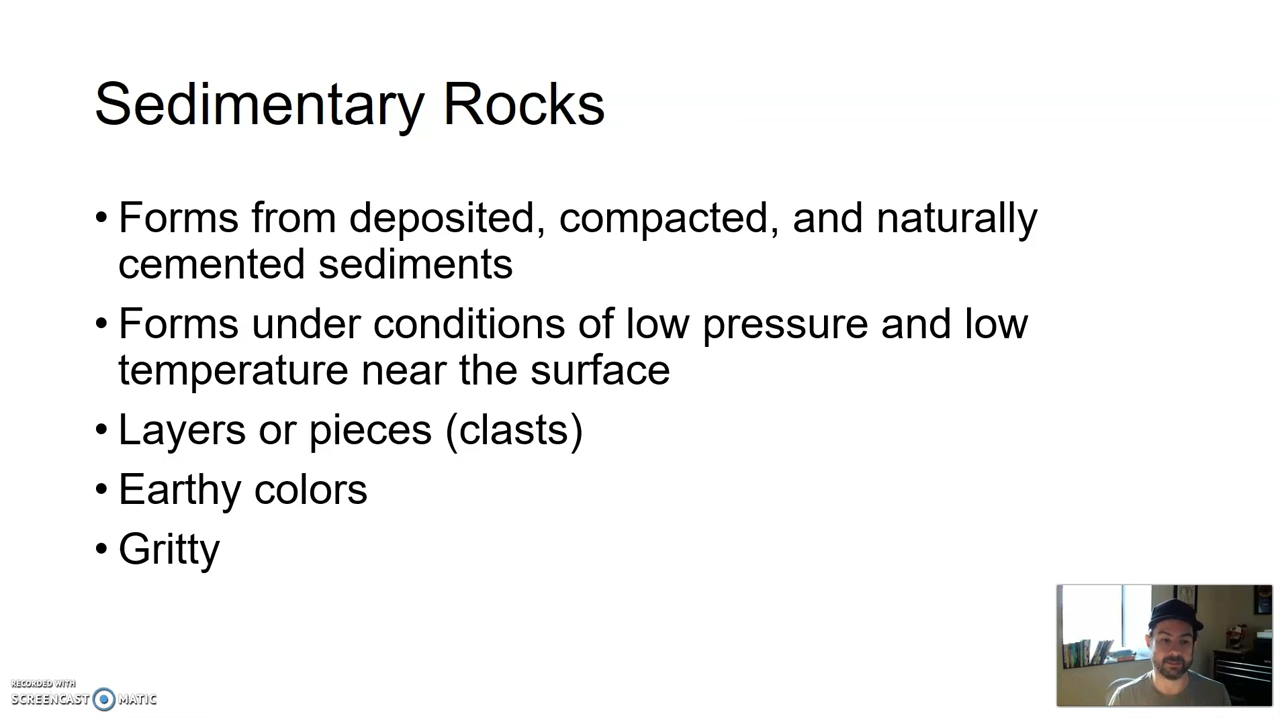 Sedimentary Rocks
• Forms from deposited, compacted, and naturally
cemented sediments
• Forms under conditions of low pressure and low
temperature near the surface
• Layers or pieces (clasts)
• Earthy colors
• Gritty
RECORDED WITH
SCREENCAST MATIC